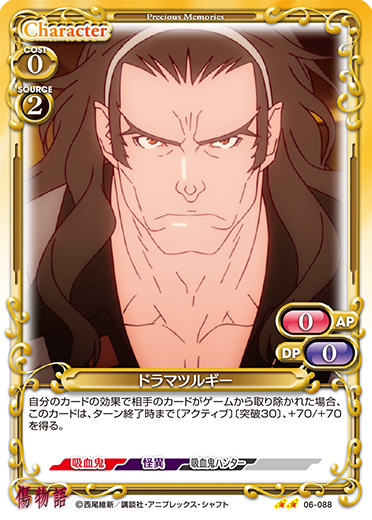 Precious Memories
Character
COST
0
SOURCE
2
0 AP
DP 0
ドラマツルギー
自分のカードの効果で相手のカードがゲームから取り除かれた場合、
このカードは、ターン終了時まで〔アクティブ〕〔突破30〕、+70/+70
を得る。
吸血鬼 怪異 吸血鬼ハンター
傷物語
©西尾維新／講談社・アニプレックス・シャフト
06-088